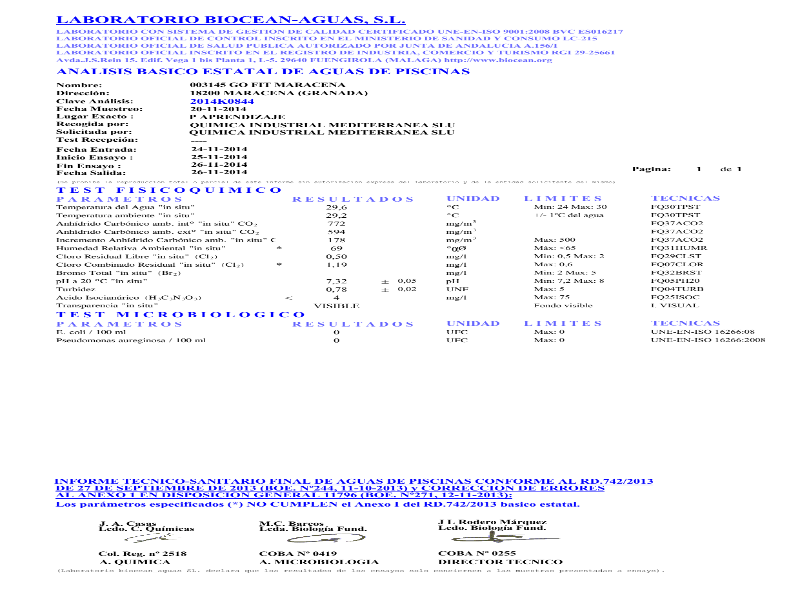 LABORATORIO BIOCEAN-AGUAS, S.L.
LABORATORIO CON SISTEMA DE GESTION DE CALIDAD CERTIFICADO UNE-EN-ISO 9001:2008 BVC ES016217
LABORATORIO OFICIAL DE CONTROL INSCRITO EN EL MINISTERIO DE SANIDAD Y CONSUMO LC-215
LABORATORIO OFICIAL DE SALUD PUBLICA AUTORIZADO POR JUNTA DE ANDALUCIA A.156/1
LABORATORIO OFICIAL INSCRITO EN EL REGISTRO DE INDUSTRIA, COMERCIO Y TURISMO RGI 29-25661
Avda.J.S.Rein 15, Edif. Vega 1 bis Planta 1, L-5. 29640 FUENGIROLA (MALAGA) http://www.biocean.org
ANALISIS BASICO ESTATAL DE AGUAS DE PISCINAS
Nombre: 003145 GO FIT MARACENA
Dirección: 18200 MARACENA (GRANADA)
Clave Análisis: 2014K0844
Fecha Muestreo: 20-11-2014
Lugar Exacto : P APRENDIZAJE
Recogida por: QUIMICA INDUSTRIAL MEDITERRANEA SLU
Solicitada por: QUIMICA INDUSTRIAL MEDITERRANEA SLU
Test Recepción: ----
Fecha Entrada: 24-11-2014
Inicio Ensayo : 25-11-2014
Fin Ensayo : 26-11-2014
Fecha Salida: 26-11-2014
Pagina: 1 de 1
TEST FISICOQUIMICO
PARAMETROS RESULTADOS UNIDAD LIMITES TECNICAS
Temperatura del Agua "in situ" 29,6 °C Min: 24 Max: 30 FQ30TPST
Temperatura ambiente "in situ" 29,2 °C +/- 1°C del agua FQ30TPST
Anhídrido Carbónico amb. int° "in situ" CO2 772 mg/m3 FQ37ACO2
Anhídrido Carbónico amb. ext° "in situ" CO2 594 mg/m3 FQ37ACO2
Incremento Anhídrido Carbónico amb. "in situ" C 178 mg/m3 Max: 500 FQ37ACO2
Humedad Relativa Ambiental "in situ" * 69 °gº Máx: <65 FQ31HUMR
Cloro Residual Libre "in situ" (Cl2) 0,50 mg/l Min: 0,5 Max: 2 FQ29CLST
Cloro Combinado Residual "in situ" (Cl2) * 1,19 mg/l Max: 0,6 FQ07CLOR
Bromo Total "in situ" (Br2) mg/l Min: 2 Max: 5 FQ32BRST
pH a 20 °C "in situ" 7,32 ± 0,05 pH Min: 7,2 Max: 8 FQ05PH20
Turbidez 0,78 ± 0,02 UNF Max: 5 FQ04TURB
Acido Isocianúrico (H3C3N3O3) < 4 mg/l Max: 75 FQ25ISOC
Transparencia "in situ" VISIBLE Fondo visible I. VISUAL
TEST MICROBIOLOGICO
PARAMETROS RESULTADOS UNIDAD LIMITES TECNICAS
E. coli / 100 ml 0 UFC Max: 0 UNE-EN-ISO 16266:08
Pseudomonas aureginosa / 100 ml 0 UFC Max: 0 UNE-EN-ISO 16266:2008
INFORME TECNICO-SANITARIO FINAL DE AGUAS DE PISCINAS CONFORME AL RD.742/2013
DE 27 DE SEPTIEMBRE DE 2013 (BOE. N°244, 11-10-2013) y CORRECCION DE ERRORES
AL ANEXO 1 EN DISPOSICION GENERAL 11796 (BOE. N°271, 12-11-2013):
Los parámetros especificados (*) NO CUMPLEN el Anexo I del RD.742/2013 basico estatal.
J. A. Casas M.C. Barcos J L Rodero Márquez
Lcdo. C. Químicas Lcda. Biología Fund. Lcdo. Biología Fund.
Col. Reg. nº 2518 COBA Nº 0419 COBA Nº 0255
A. QUIMICA A. MICROBIOLOGIA DIRECTOR TECNICO
(Laboratorio biocean aguas SL. declara que los resultados de los ensayos solo conciernen a las muestras presentadas a ensayo).